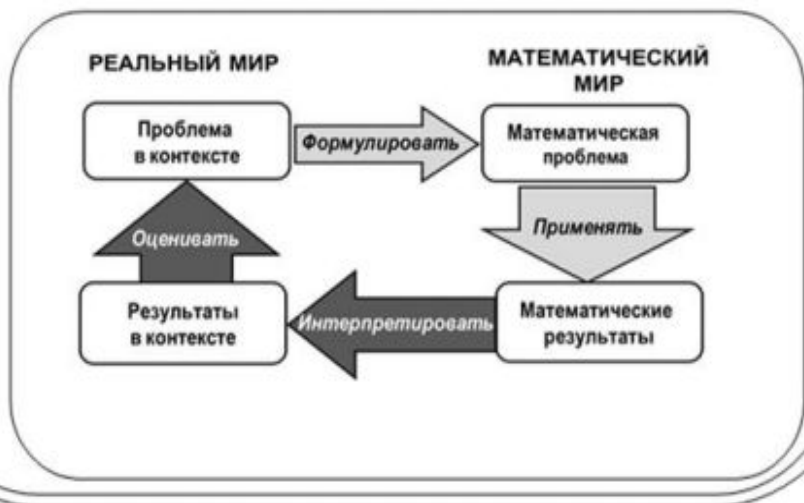 РЕАЛЬНЫЙ МИР
МАТЕМАТИЧЕСКИЙ
МИР
Проблема
в контексте
Формулировать
Математическая
проблема
Применять
Математические
результаты
Интерпретировать
Результаты
в контексте
Оценивать